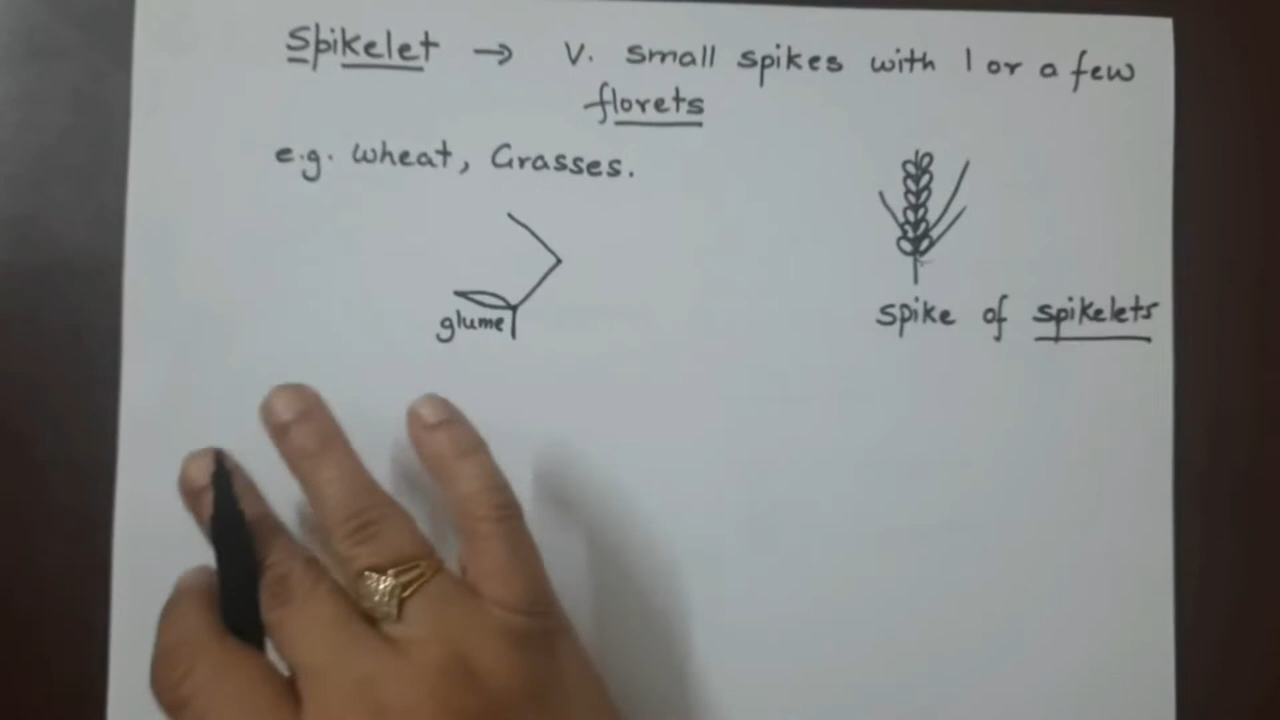 Spikelet → V. Small spikes with 1 or a few
florets
e.g. Wheat, Grasses.
glume
spike of spikelets